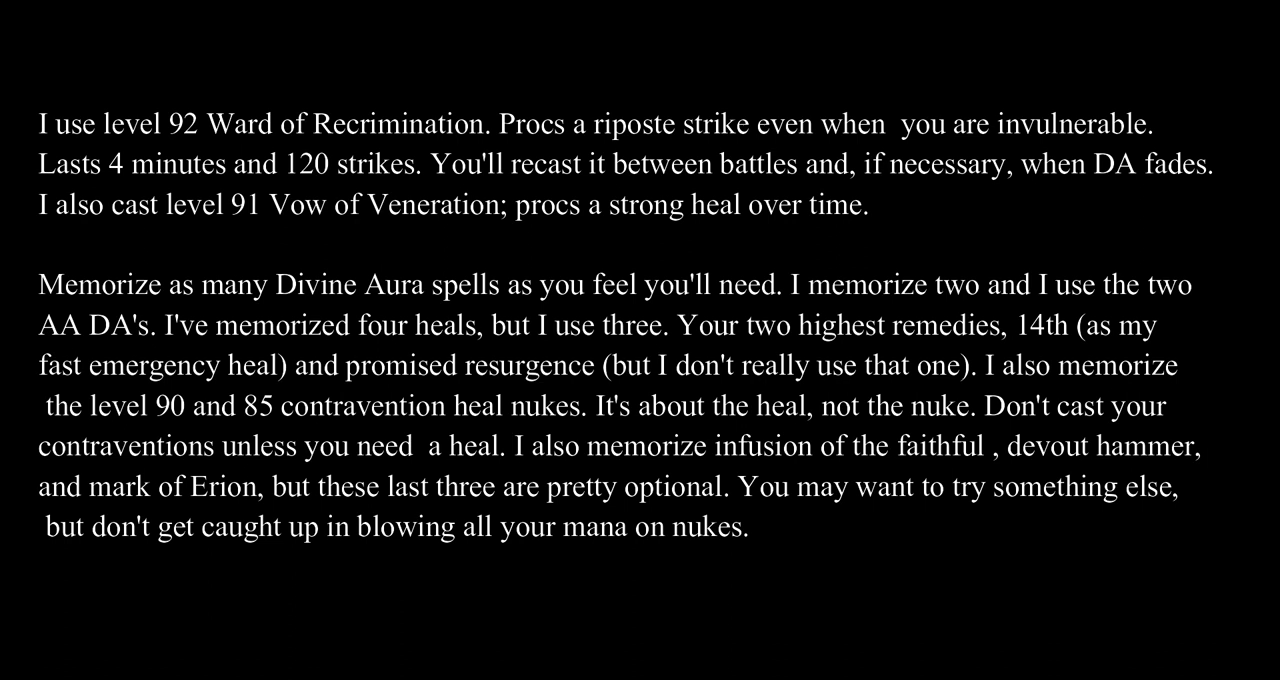 I use level 92 Ward of Recrimination. Procs a riposte strike even when  you are invulnerable.
Lasts 4 minutes and 120 strikes. You'll recast it between battles and, if necessary, when DA fades.
I also cast level 91 Vow of Veneration; procs a strong heal over time.
Memorize as many Divine Aura spells as you feel you'll need. I memorize two and I use the two
AA DA's. I've memorized four heals, but I use three. Your two highest remedies, 14th (as my
fast emergency heal) and promised resurgence (but I don't really use that one). I also memorize
the level 90 and 85 contravention heal nukes. It's about the heal, not the nuke. Don't cast your
contraventions unless you need  a heal. I also memorize infusion of the faithful , devout hammer,
and mark of Erion, but these last three are pretty optional. You may want to try something else,
but don't get caught up in blowing all your mana on nukes.